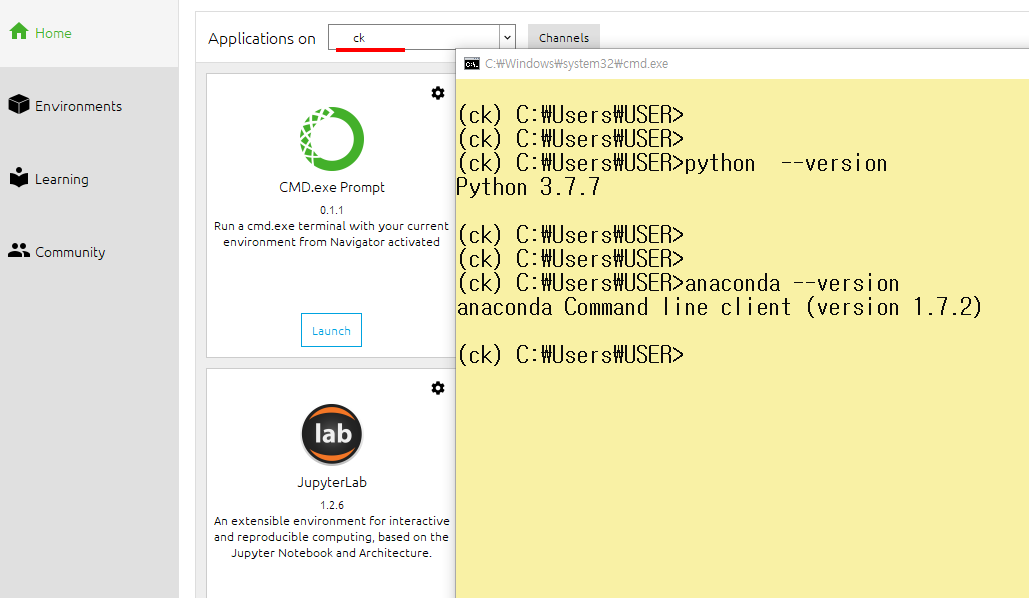 Home
Environments
Learning
Community
Applications on
ck
Channels
CMD.exe Prompt
0.1.1
Run a cmd.exe terminal with your current
environment from Navigator activated
Launch
lab
JupyterLab
1.2.6
An extensible environment for interactive
and reproducible computing, based on the
Jupyter Notebook and Architecture.
C:\_
C:₩Windows₩system32₩cmd.exe
(ck) C:₩Users₩USER>
(ck) C:₩Users₩USER>
(ck) C:₩Users₩USER>python  --version
Python 3.7.7
(ck) C:₩Users₩USER>
(ck) C:₩Users₩USER>
(ck) C:₩Users₩USER>anaconda --version
anaconda Command line client (version 1.7.2)
(ck) C:₩Users₩USER>